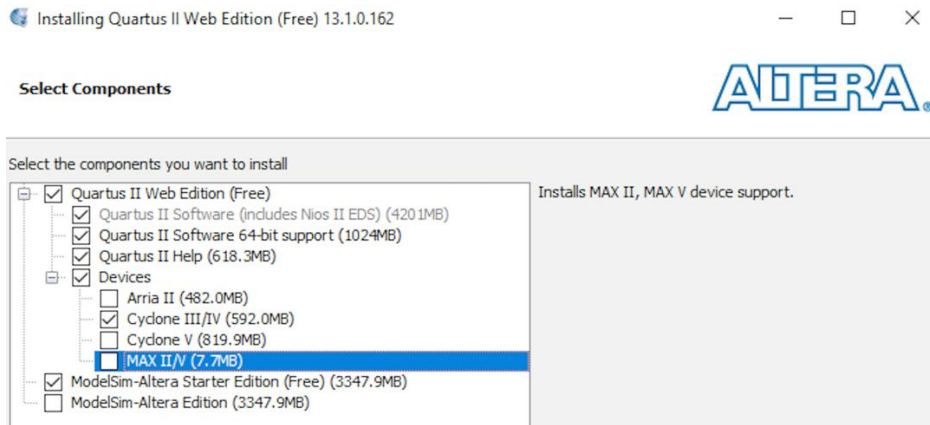 Installing Quartus II Web Edition (Free) 13.1.0.162
Select Components
ALTERA®
Select the components you want to install
Quartus II Web Edition (Free)
Quartus II Software (includes Nios II EDS) (4201MB)
Quartus II Software 64-bit support (1024MB)
Quartus II Help (618.3MB)
Devices
Arria II (482.0MB)
Cyclone III/IV (592.0MB)
Cyclone V (819.9MB)
MAX II/V (7.7MB)
ModelSim-Altera Starter Edition (Free) (3347.9MB)
ModelSim-Altera Edition (3347.9MB)
Installs MAX II, MAX V device support.